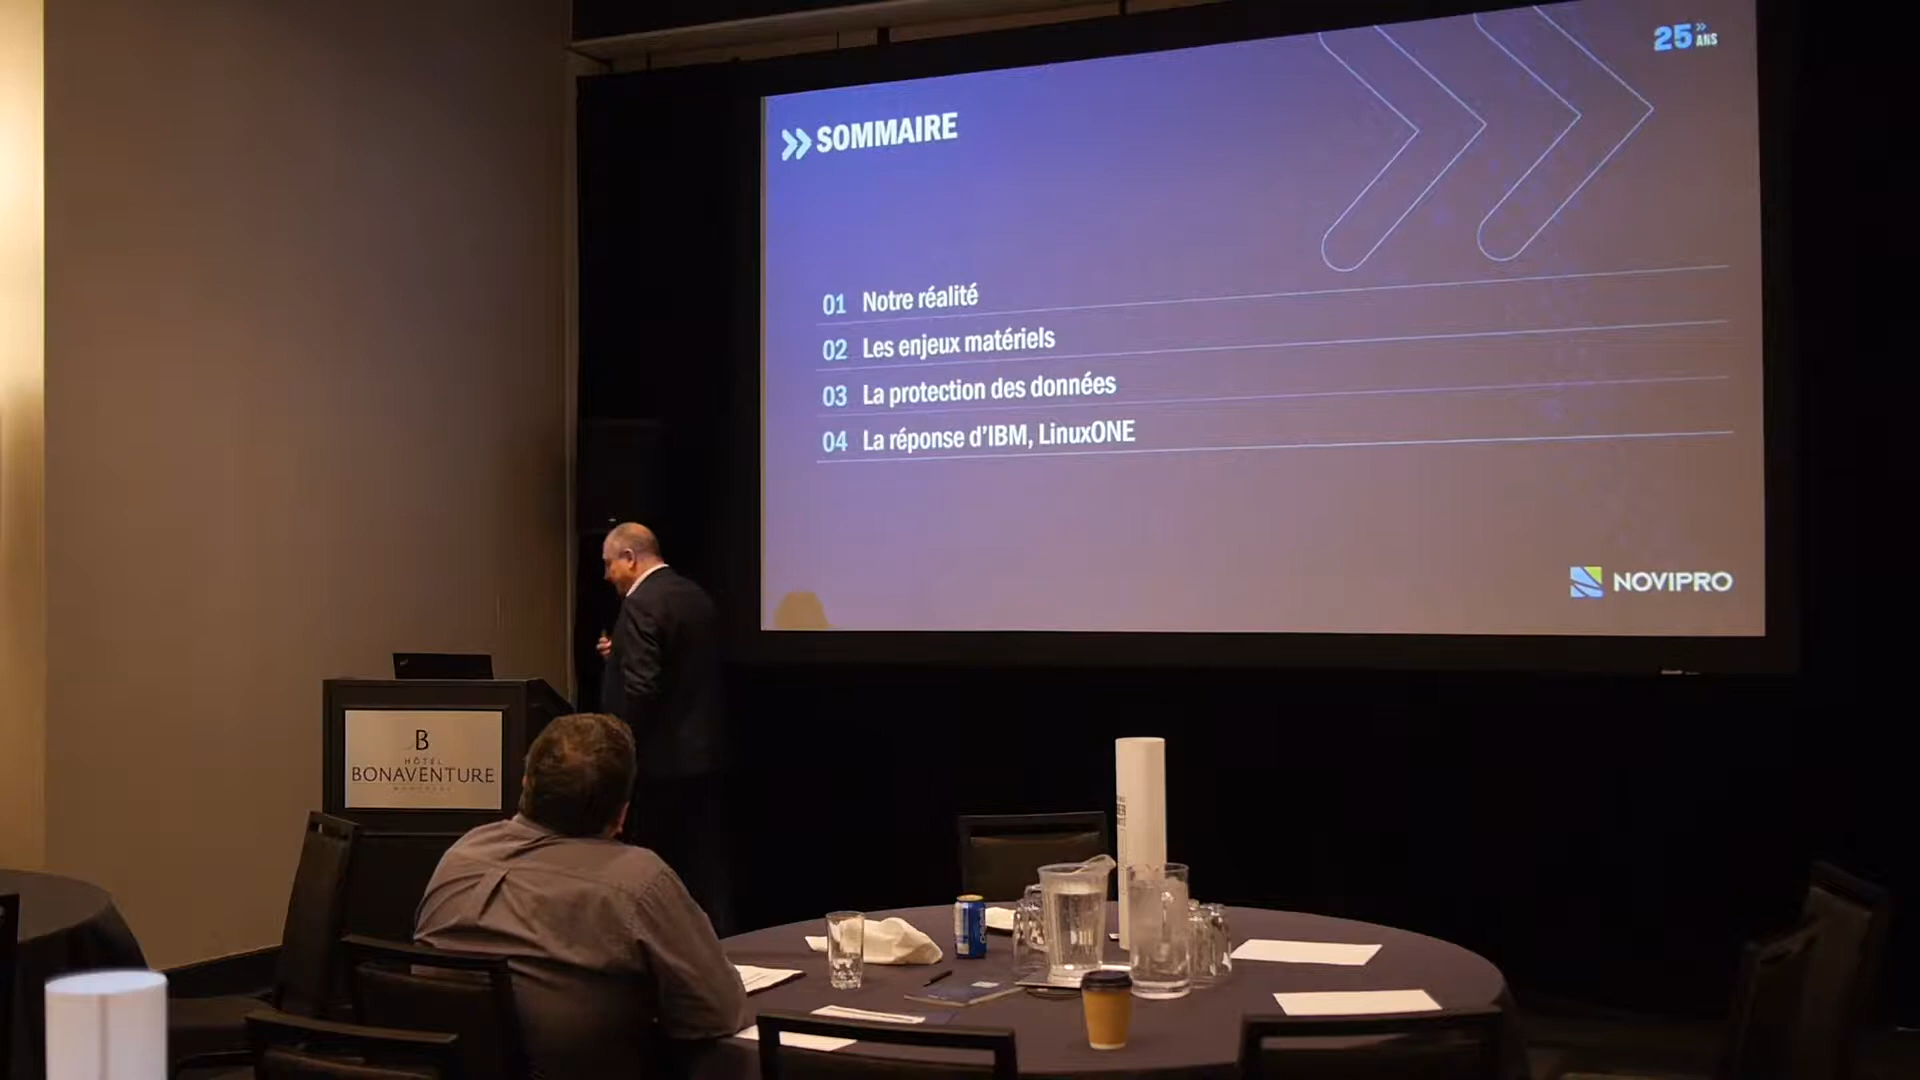 25 ANS
SOMMAIRE
01 Notre réalité
02 Les enjeux matériels
03 La protection des données
04 La réponse d'IBM, LinuxONE
NOVIPRO
B
HÔTEL
BONAVENTURE
MONTRÉAL